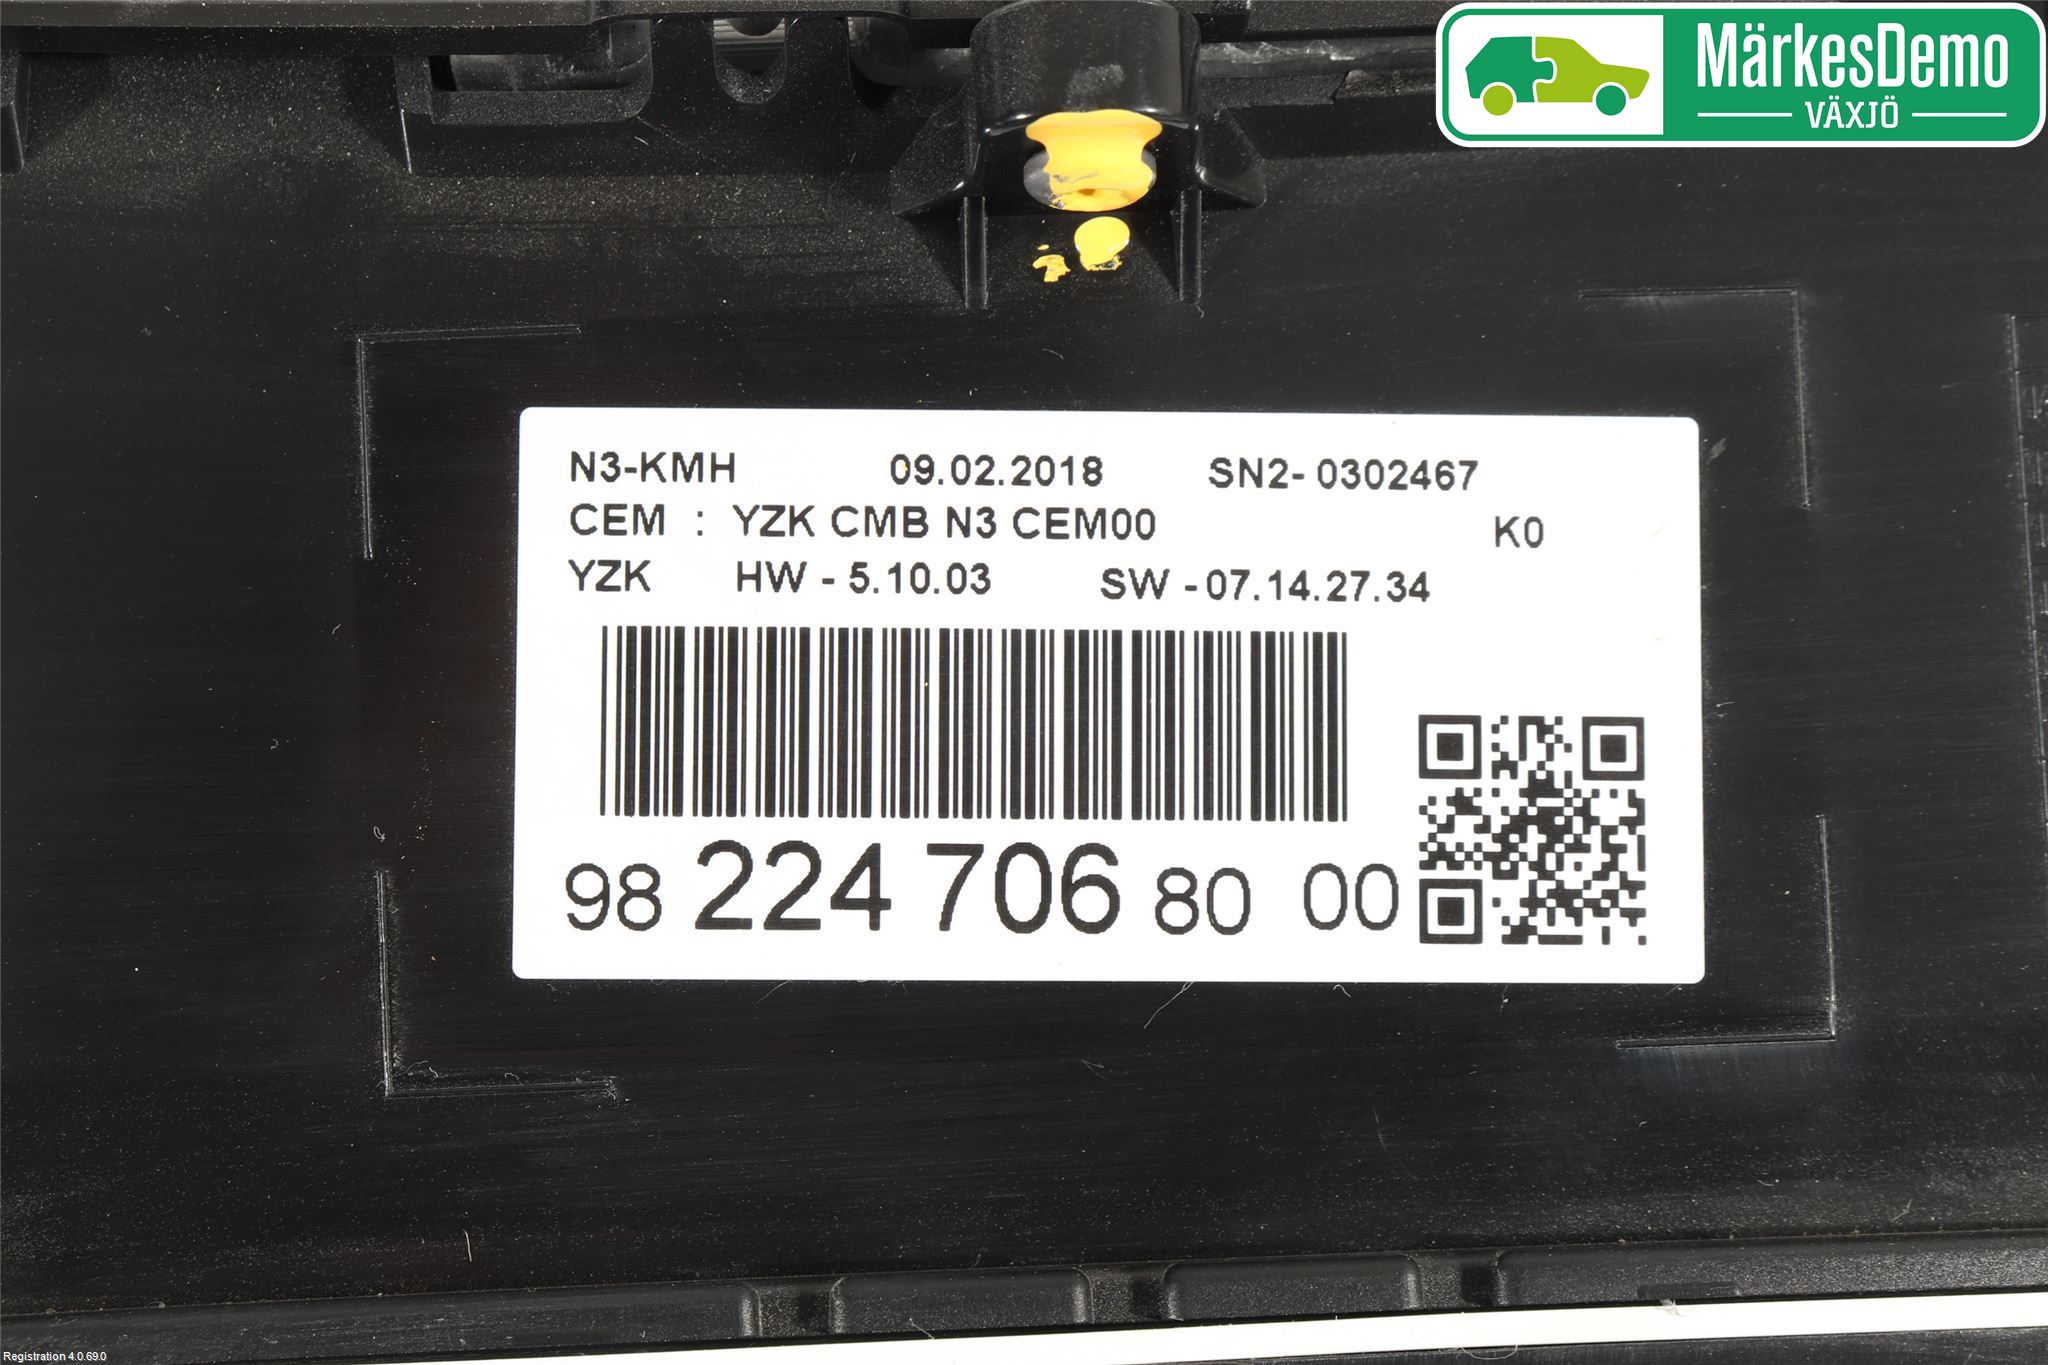 MärkesDemo
VÄXJÖ
N3-KMH 09.02.2018 SN2- 0302467
CEM : YZK CMB N3 CEM00 K0
YZK HW - 5.10.03 SW - 07.14.27.34
98 224 706 80 00
Registration 4.0.69.0